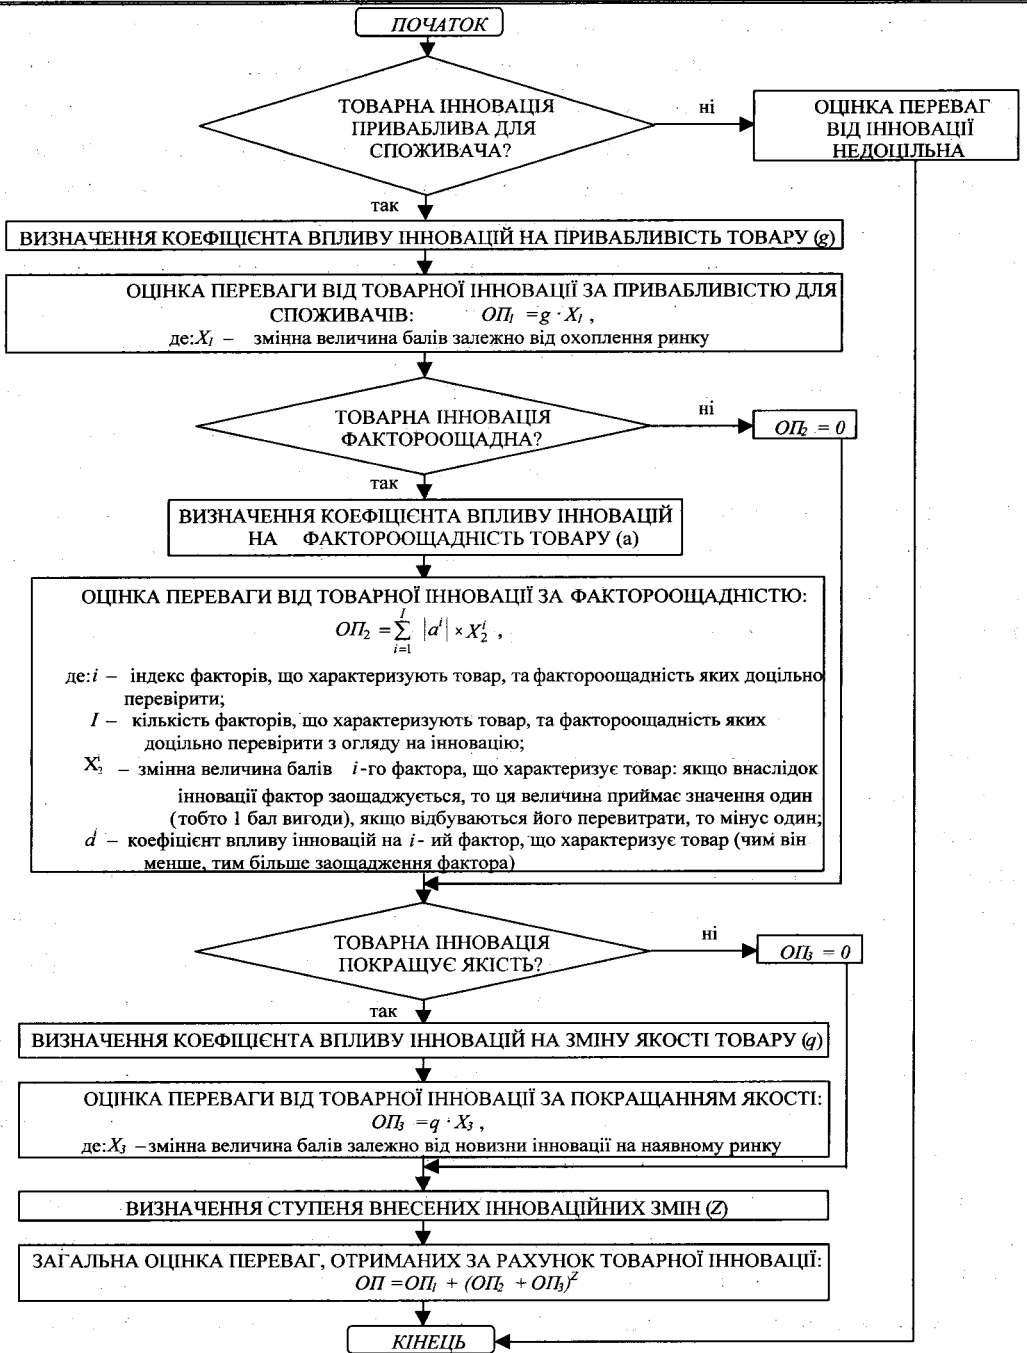 ПОЧАТОК
ТОВАРНА ІННОВАЦІЯ
ПРИВАБЛИВА ДЛЯ
СПОЖИВАЧА?
ні
ОЦІНКА ПЕРЕВАГ
ВІД ІННОВАЦІЇ
НЕДОЦІЛЬНА
так
ВИЗНАЧЕННЯ КОЕФІЦІЄНТА ВПЛИВУ ІННОВАЦІЙ НА ПРИВАБЛИВІСТЬ ТОВАРУ (g)
ОЦІНКА ПЕРЕВАГИ ВІД ТОВАРНОЇ ІННОВАЦІЇ ЗА ПРИВАБЛИВІСТЮ ДЛЯ
СПОЖИВАЧІВ: ОП₁ =g · X₁ ,
де:X₁ – змінна величина балів залежно від охоплення ринку
ТОВАРНА ІННОВАЦІЯ
ФАКТОРООЩАДНА?
ні
ОП₂ = 0
так
ВИЗНАЧЕННЯ КОЕФІЦІЄНТА ВПЛИВУ ІННОВАЦІЙ
НА ФАКТОРООЩАДНІСТЬ ТОВАРУ (а)
ОЦІНКА ПЕРЕВАГИ ВІД ТОВАРНОЇ ІННОВАЦІЇ ЗА ФАКТОРООЩАДНІСТЮ:
I
ОП₂ = ∑ |aⁱ| × X₂ⁱ ,
i=1
де:i – індекс факторів, що характеризують товар, та фактороощадність яких доцільно
перевірити;
I – кількість факторів, що характеризують товар, та фактороощадність яких
доцільно перевірити з огляду на інновацію;
X₂ⁱ – змінна величина балів i-го фактора, що характеризує товар: якщо внаслідок
інновації фактор заощаджується, то ця величина приймає значення один
(тобто 1 бал вигоди), якщо відбуваються його перевитрати, то мінус один;
aⁱ – коефіцієнт впливу інновацій на i- ий фактор, що характеризує товар (чим він
менше, тим більше заощадження фактора)
ТОВАРНА ІННОВАЦІЯ
ПОКРАЩУЄ ЯКІСТЬ?
ні
ОП₃ = 0
так
ВИЗНАЧЕННЯ КОЕФІЦІЄНТА ВПЛИВУ ІННОВАЦІЙ НА ЗМІНУ ЯКОСТІ ТОВАРУ (q)
ОЦІНКА ПЕРЕВАГИ ВІД ТОВАРНОЇ ІННОВАЦІЇ ЗА ПОКРАЩАННЯМ ЯКОСТІ:
ОП₃ =q · X₃ ,
де:X₃ – змінна величина балів залежно від новизни інновації на наявному ринку
ВИЗНАЧЕННЯ СТУПЕНЯ ВНЕСЕНИХ ІННОВАЦІЙНИХ ЗМІН (Z)
ЗАГАЛЬНА ОЦІНКА ПЕРЕВАГ, ОТРИМАНИХ ЗА РАХУНОК ТОВАРНОЇ ІННОВАЦІЇ:
ОП =ОП₁ + (ОП₂ + ОП₃)ᶻ
КІНЕЦЬ